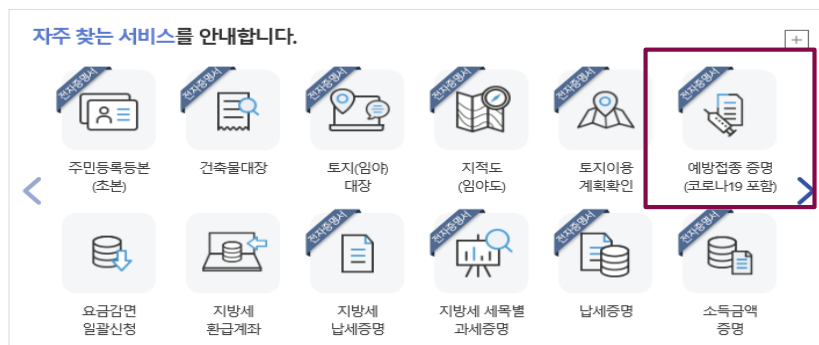 자주 찾는 서비스를 안내합니다.
전자증명서 전자증명서 전자증명서 전자증명서 전자증명서 전자증명서
주민등록등본 건축물대장 토지(임야) 지적도 토지이용 예방접종 증명
(초본) 대장 (임야도) 계획확인 (코로나19 포함)
전자증명서 전자증명서 전자증명서 전자증명서
요금감면 지방세 지방세 지방세 세목별 납세증명 소득금액
일괄신청 환급계좌 납세증명 과세증명 증명